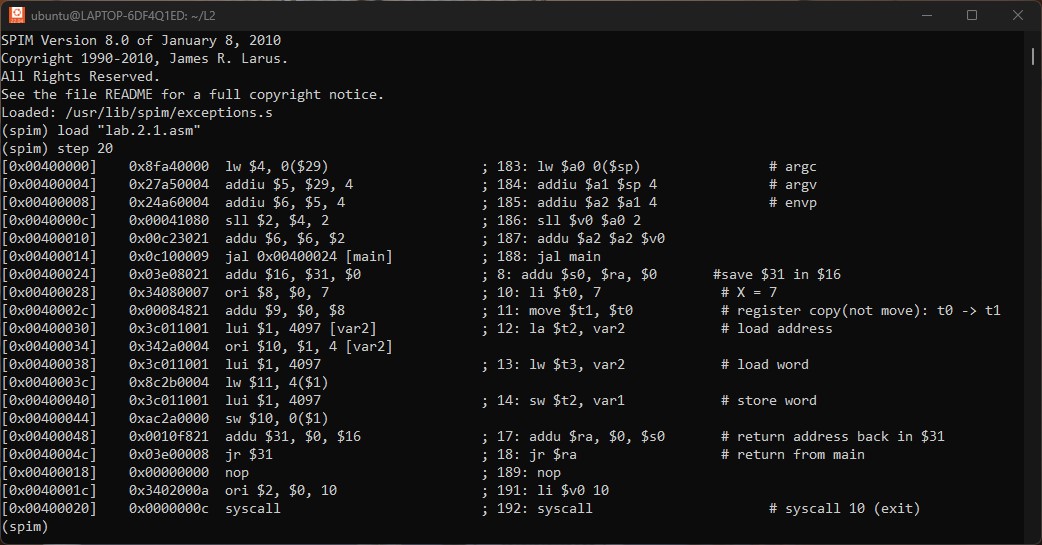 ubuntu@LAPTOP-6DF4Q1ED: ~/L2
SPIM Version 8.0 of January 8, 2010
Copyright 1990-2010, James R. Larus.
All Rights Reserved.
See the file README for a full copyright notice.
Loaded: /usr/lib/spim/exceptions.s
(spim) load "lab.2.1.asm"
(spim) step 20
[0x00400000]    0x8fa40000  lw $4, 0($29)                   ; 183: lw $a0 0($sp)                # argc
[0x00400004]    0x27a50004  addiu $5, $29, 4                ; 184: addiu $a1 $sp 4              # argv
[0x00400008]    0x24a60004  addiu $6, $5, 4                 ; 185: addiu $a2 $a1 4              # envp
[0x0040000c]    0x00041080  sll $2, $4, 2                   ; 186: sll $v0 $a0 2
[0x00400010]    0x00c23021  addu $6, $6, $2                 ; 187: addu $a2 $a2 $v0
[0x00400014]    0x0c100009  jal 0x00400024 [main]           ; 188: jal main
[0x00400024]    0x03e08021  addu $16, $31, $0               ; 8: addu $s0, $ra, $0       #save $31 in $16
[0x00400028]    0x34080007  ori $8, $0, 7                   ; 10: li $t0, 7               # X = 7
[0x0040002c]    0x00084821  addu $9, $0, $8                 ; 11: move $t1, $t0           # register copy(not move): t0 -> t1
[0x00400030]    0x3c011001  lui $1, 4097 [var2]             ; 12: la $t2, var2            # load address
[0x00400034]    0x342a0004  ori $10, $1, 4 [var2]
[0x00400038]    0x3c011001  lui $1, 4097                    ; 13: lw $t3, var2            # load word
[0x0040003c]    0x8c2b0004  lw $11, 4($1)
[0x00400040]    0x3c011001  lui $1, 4097                    ; 14: sw $t2, var1            # store word
[0x00400044]    0xac2a0000  sw $10, 0($1)
[0x00400048]    0x0010f821  addu $31, $0, $16               ; 17: addu $ra, $0, $s0       # return address back in $31
[0x0040004c]    0x03e00008  jr $31                          ; 18: jr $ra                  # return from main
[0x00400018]    0x00000000  nop                             ; 189: nop
[0x0040001c]    0x3402000a  ori $2, $0, 10                  ; 191: li $v0 10
[0x00400020]    0x0000000c  syscall                         ; 192: syscall                      # syscall 10 (exit)
(spim)